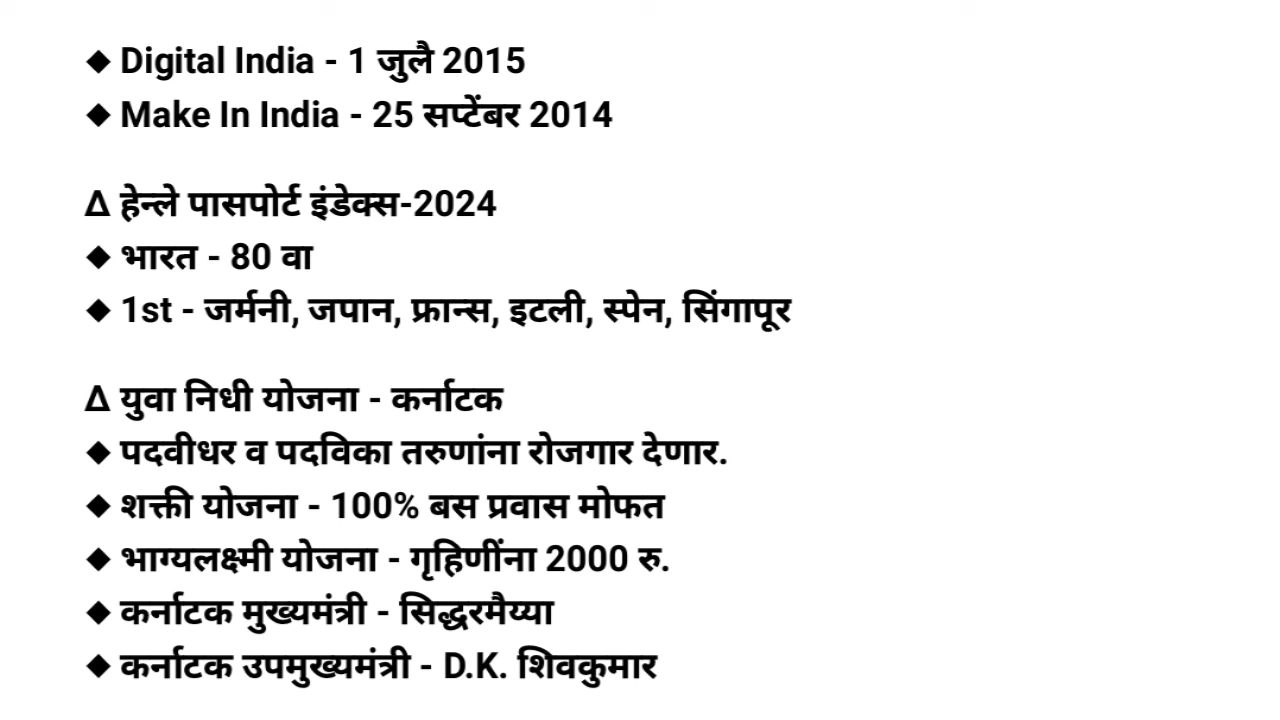 ◆ Digital India - 1 जुलै 2015
◆ Make In India - 25 सप्टेंबर 2014
Δ हेन्ले पासपोर्ट इंडेक्स-2024
◆ भारत - 80 वा
◆ 1st - जर्मनी, जपान, फ्रान्स, इटली, स्पेन, सिंगापूर
Δ युवा निधी योजना - कर्नाटक
◆ पदवीधर व पदविका तरुणांना रोजगार देणार.
◆ शक्ती योजना - 100% बस प्रवास मोफत
◆ भाग्यलक्ष्मी योजना - गृहिणींना 2000 रु.
◆ कर्नाटक मुख्यमंत्री - सिद्धरमैय्या
◆ कर्नाटक उपमुख्यमंत्री - D.K. शिवकुमार